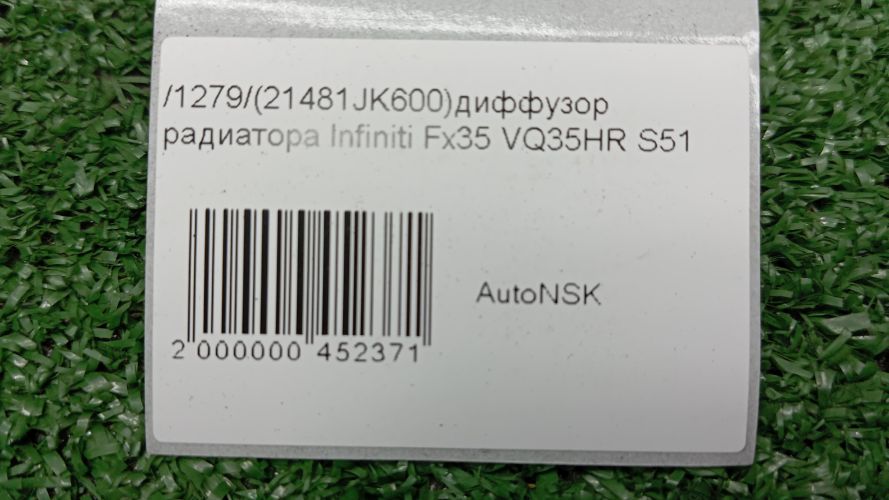 /1279/(21481JK600)диффузор
радиатора Infiniti Fx35 VQ35HR S51
AutoNSK
2 000000 452371